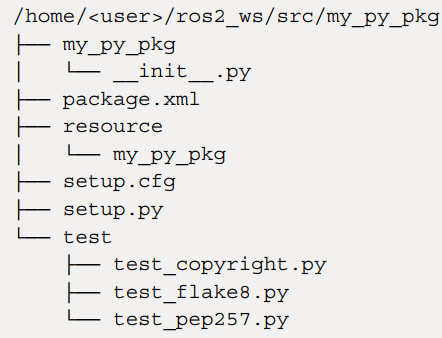 /home/<user>/ros2_ws/src/my_py_pkg
├── my_py_pkg
│   └── __init__.py
├── package.xml
├── resource
│   └── my_py_pkg
├── setup.cfg
├── setup.py
└── test
    ├── test_copyright.py
    ├── test_flake8.py
    └── test_pep257.py